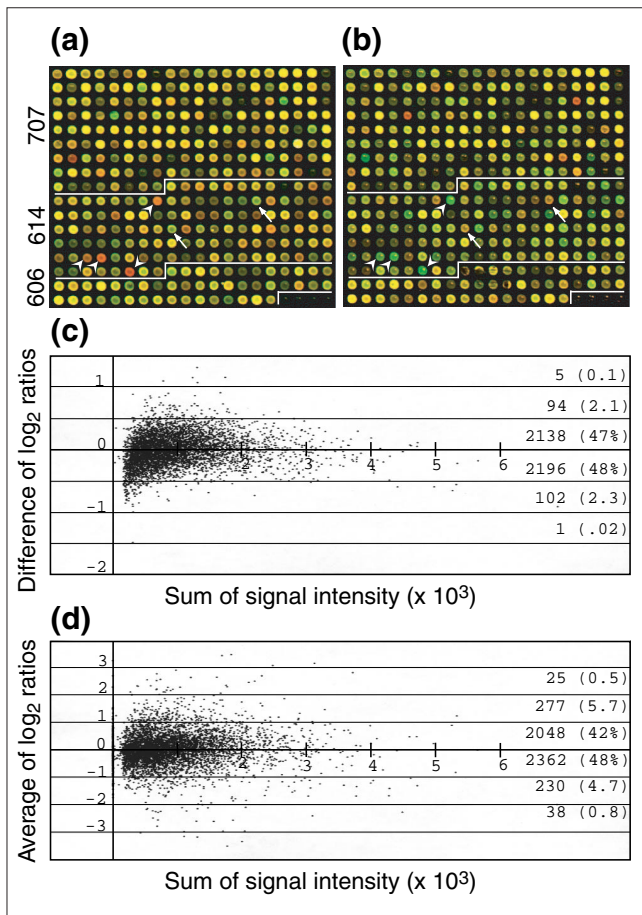 (a) (b)
707
614
606
(c)
Difference of log2 ratios
1
0
-1
-2
1 2 3 4 5 6
5 (0.1)
94 (2.1)
2138 (47%)
2196 (48%)
102 (2.3)
1 (.02)
Sum of signal intensity (x 10³)
(d)
Average of log2 ratios
3
2
1
0
-1
-2
-3
1 2 3 4 5 6
25 (0.5)
277 (5.7)
2048 (42%)
2362 (48%)
230 (4.7)
38 (0.8)
Sum of signal intensity (x 10³)